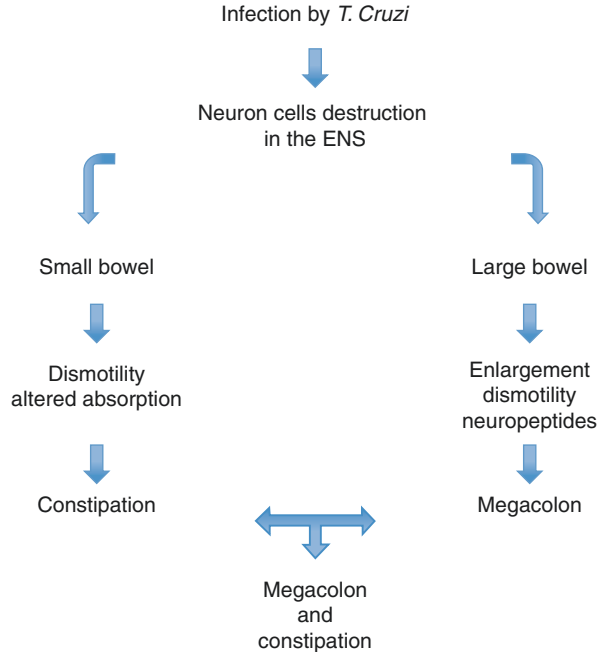 Infection by T. Cruzi
Neuron cells destruction
in the ENS
Small bowel
Large bowel
Dismotility
altered absorption
Enlargement
dismotility
neuropeptides
Constipation
Megacolon
Megacolon
and
constipation